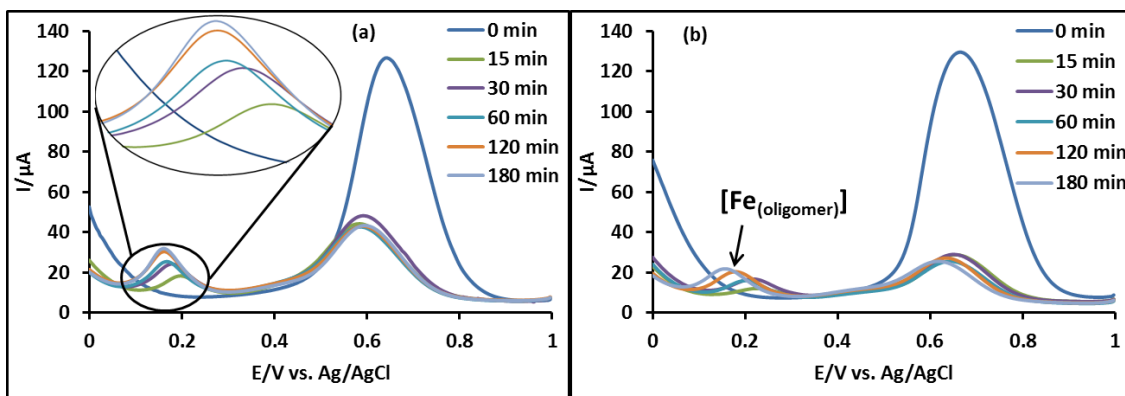 140
120
100
80
60
40
20
0
I/µA
(a)
0 min
15 min
30 min
60 min
120 min
180 min
0 0.2 0.4 0.6 0.8 1
E/V vs. Ag/AgCl
140
120
100
80
60
40
20
0
I/µA
(b)
0 min
15 min
30 min
60 min
120 min
180 min
[Fe(oligomer)]
0 0.2 0.4 0.6 0.8 1
E/V vs. Ag/AgCl